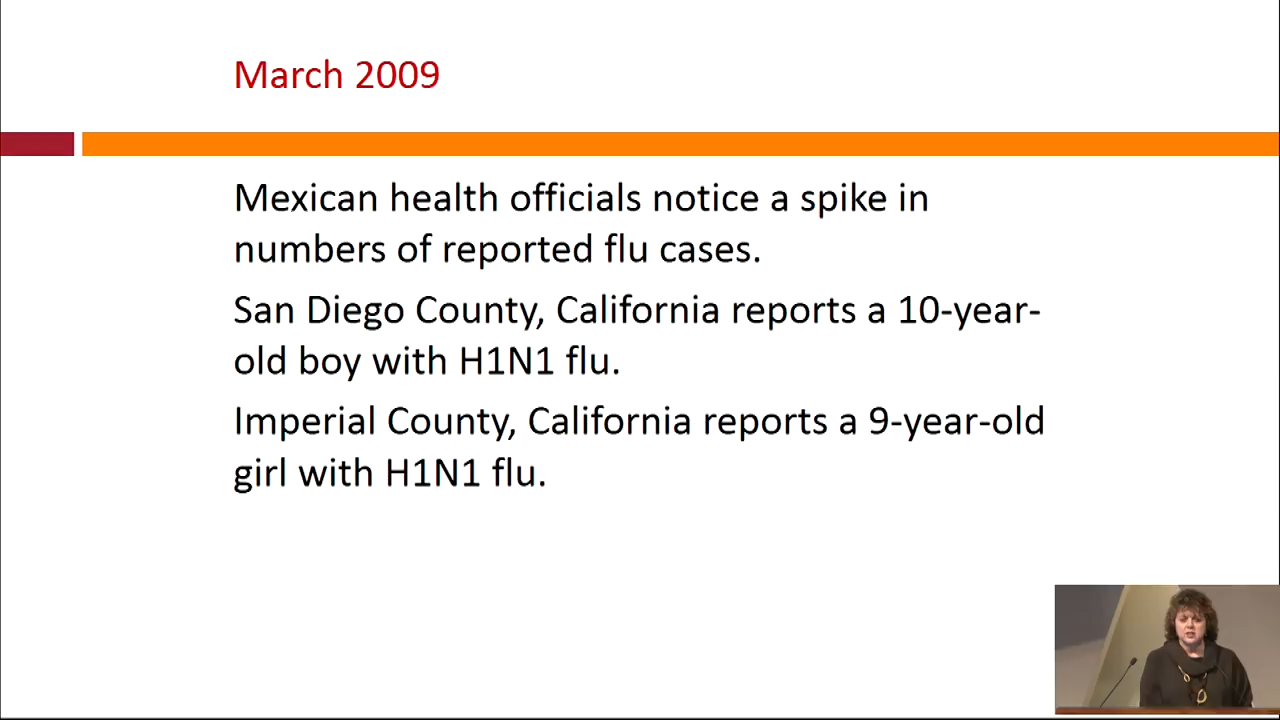 March 2009
Mexican health officials notice a spike in
numbers of reported flu cases.
San Diego County, California reports a 10-year-
old boy with H1N1 flu.
Imperial County, California reports a 9-year-old
girl with H1N1 flu.